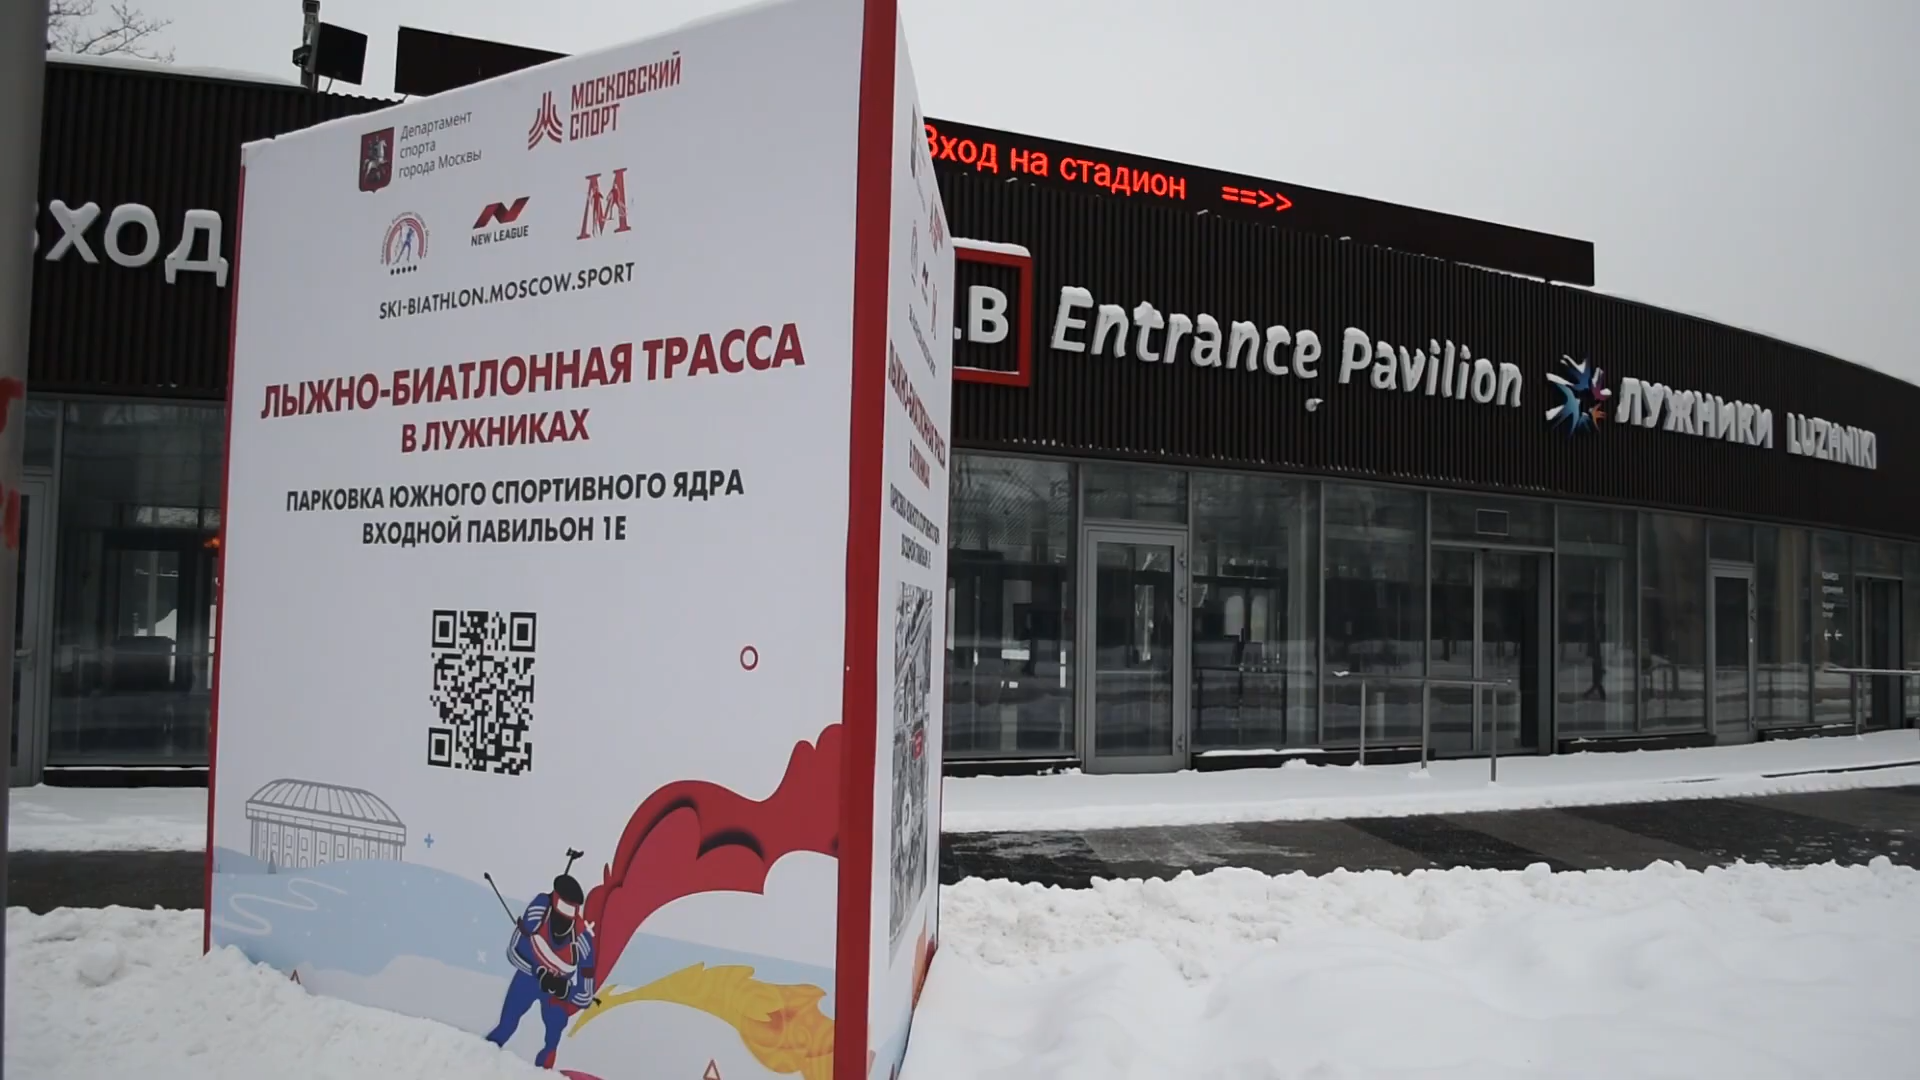 Департамент
спорта
города Москвы
МОСКОВСКИЙ
СПОРТ
NEW LEAGUE
М
SKI-BIATHLON.MOSCOW.SPORT
ЛЫЖНО-БИАТЛОННАЯ ТРАССА
В ЛУЖНИКАХ
ПАРКОВКА ЮЖНОГО СПОРТИВНОГО ЯДРА
ВХОДНОЙ ПАВИЛЬОН 1Е
Вход на стадион ==>>
вход
1В Entrance Pavilion ЛУЖНИКИ LUZHNIKI